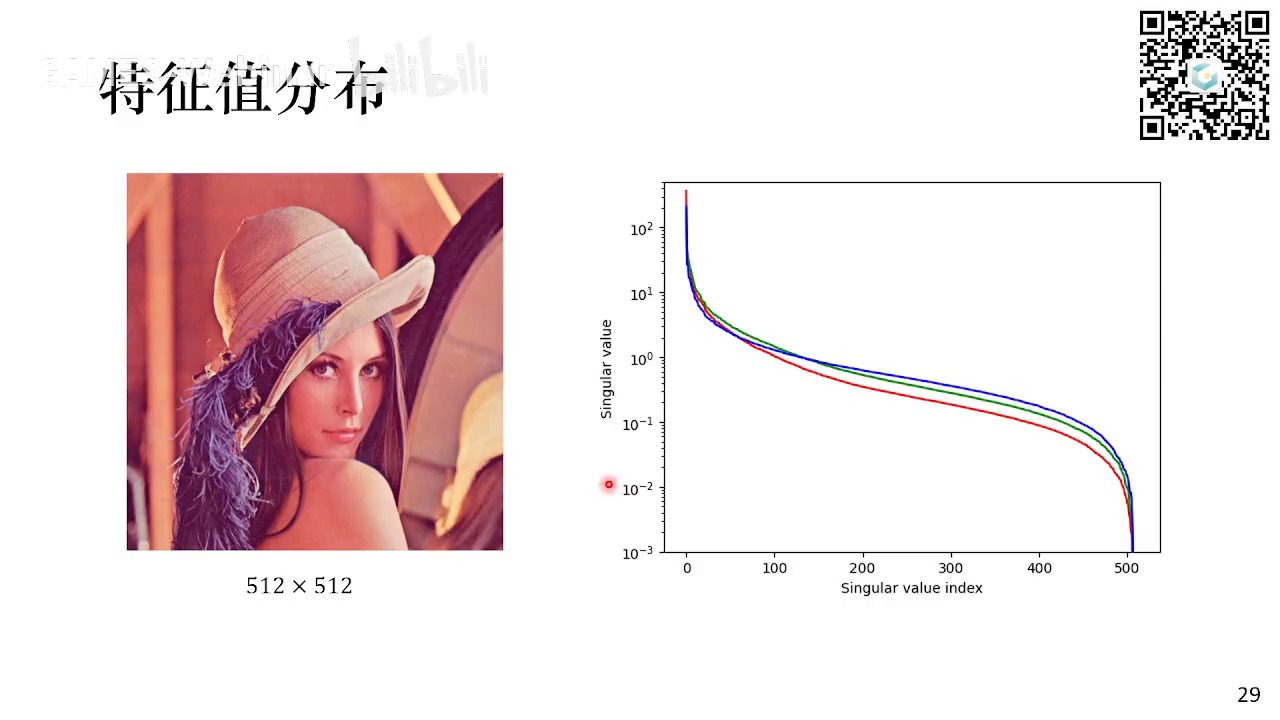 特征值分布
bilibili
512 × 512
Singular value
10²
10¹
10⁰
10⁻¹
10⁻²
10⁻³
0 100 200 300 400 500
Singular value index
29